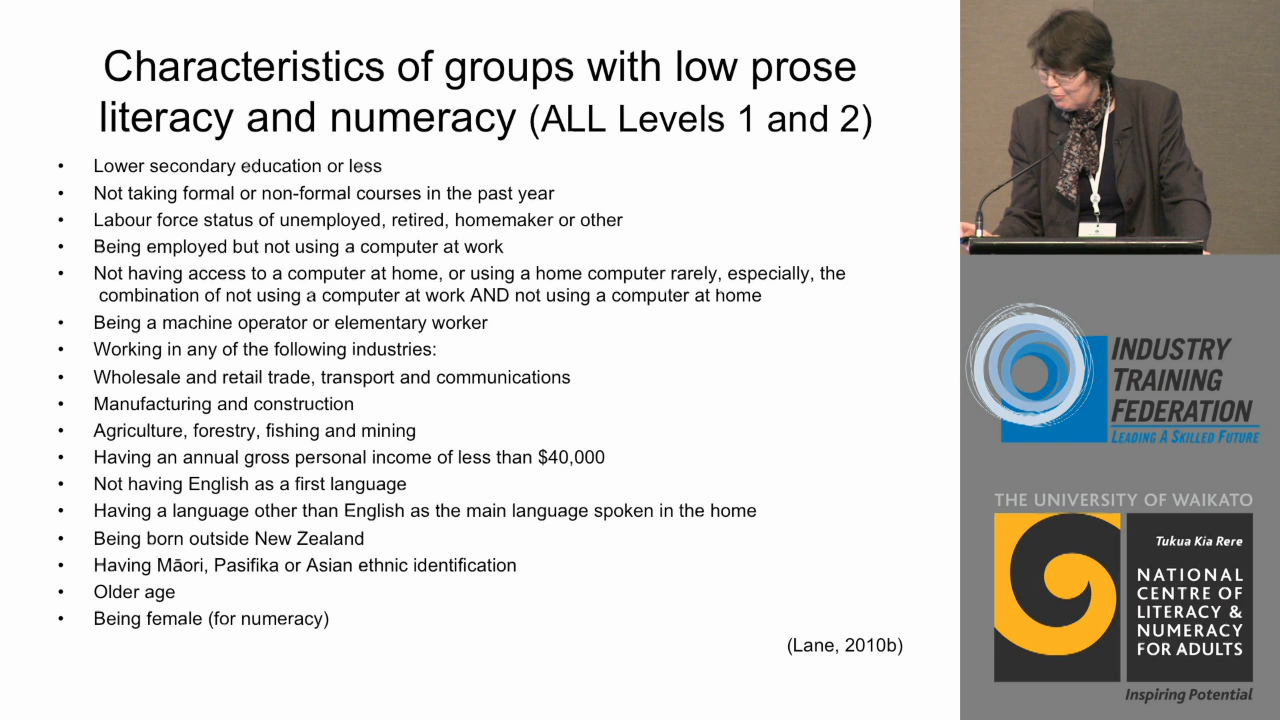 Characteristics of groups with low prose
literacy and numeracy (ALL Levels 1 and 2)
• Lower secondary education or less
• Not taking formal or non-formal courses in the past year
• Labour force status of unemployed, retired, homemaker or other
• Being employed but not using a computer at work
• Not having access to a computer at home, or using a home computer rarely, especially, the
combination of not using a computer at work AND not using a computer at home
• Being a machine operator or elementary worker
• Working in any of the following industries:
• Wholesale and retail trade, transport and communications
• Manufacturing and construction
• Agriculture, forestry, fishing and mining
• Having an annual gross personal income of less than $40,000
• Not having English as a first language
• Having a language other than English as the main language spoken in the home
• Being born outside New Zealand
• Having Māori, Pasifika or Asian ethnic identification
• Older age
• Being female (for numeracy)
(Lane, 2010b)
INDUSTRY
TRAINING
FEDERATION
LEADING A SKILLED FUTURE
THE UNIVERSITY OF WAIKATO
Tukua Kia Rere
NATIONAL
CENTRE OF
LITERACY &
NUMERACY
FOR ADULTS
Inspiring Potential